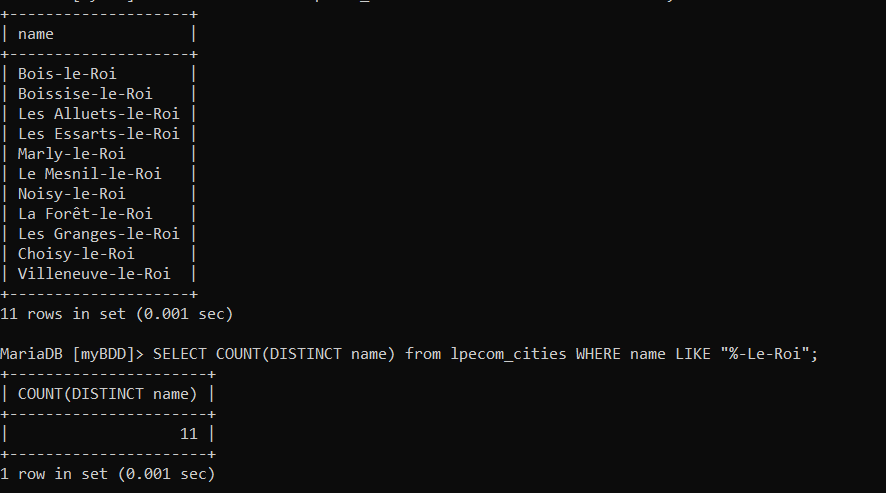 +--------------------+
| name               |
+--------------------+
| Bois-le-Roi        |
| Boissise-le-Roi    |
| Les Alluets-le-Roi |
| Les Essarts-le-Roi |
| Marly-le-Roi       |
| Le Mesnil-le-Roi   |
| Noisy-le-Roi       |
| La Forêt-le-Roi    |
| Les Granges-le-Roi |
| Choisy-le-Roi      |
| Villeneuve-le-Roi  |
+--------------------+
11 rows in set (0.001 sec)
MariaDB [myBDD]> SELECT COUNT(DISTINCT name) from lpecom_cities WHERE name LIKE "%-Le-Roi";
+----------------------+
| COUNT(DISTINCT name) |
+----------------------+
|                   11 |
+----------------------+
1 row in set (0.001 sec)